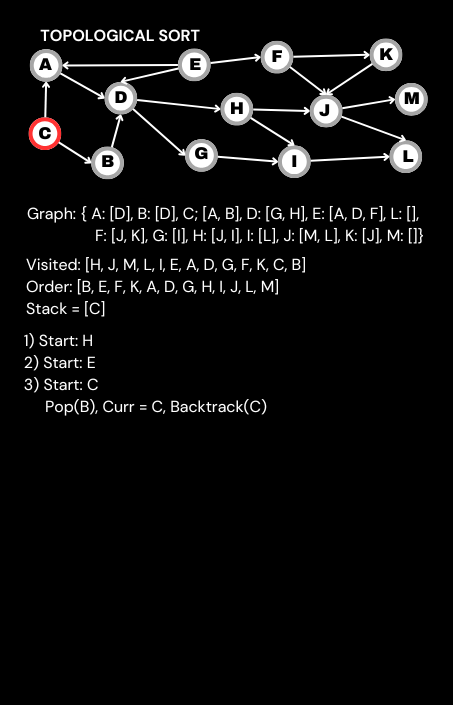 TOPOLOGICAL SORT
A
E
F
K
D
H
J
M
C
B
G
I
L
Graph: { A: [D], B: [D], C; [A, B], D: [G, H], E: [A, D, F], L: [],
F: [J, K], G: [I], H: [J, I], I: [L], J: [M, L], K: [J], M: []}
Visited: [H, J, M, L, I, E, A, D, G, F, K, C, B]
Order: [B, E, F, K, A, D, G, H, I, J, L, M]
Stack = [C]
1) Start: H
2) Start: E
3) Start: C
Pop(B), Curr = C, Backtrack(C)